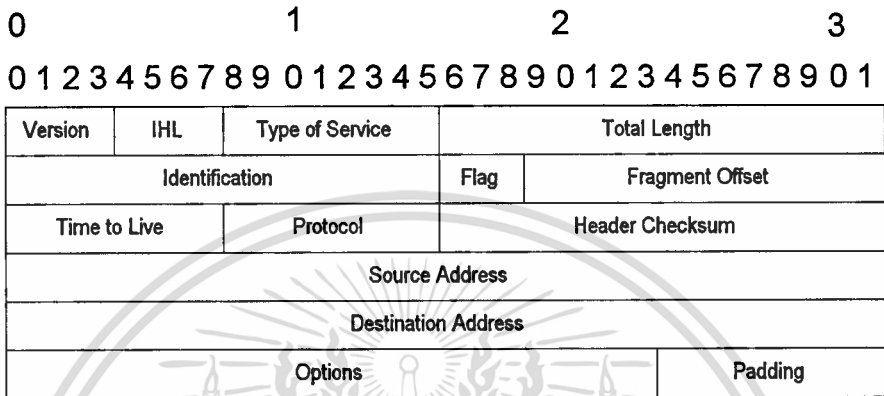 0 1 2 3
0 1 2 3 4 5 6 7 8 9 0 1 2 3 4 5 6 7 8 9 0 1 2 3 4 5 6 7 8 9 0 1
Version IHL Type of Service Total Length
Identification Flag Fragment Offset
Time to Live Protocol Header Checksum
Source Address
Destination Address
Options Padding